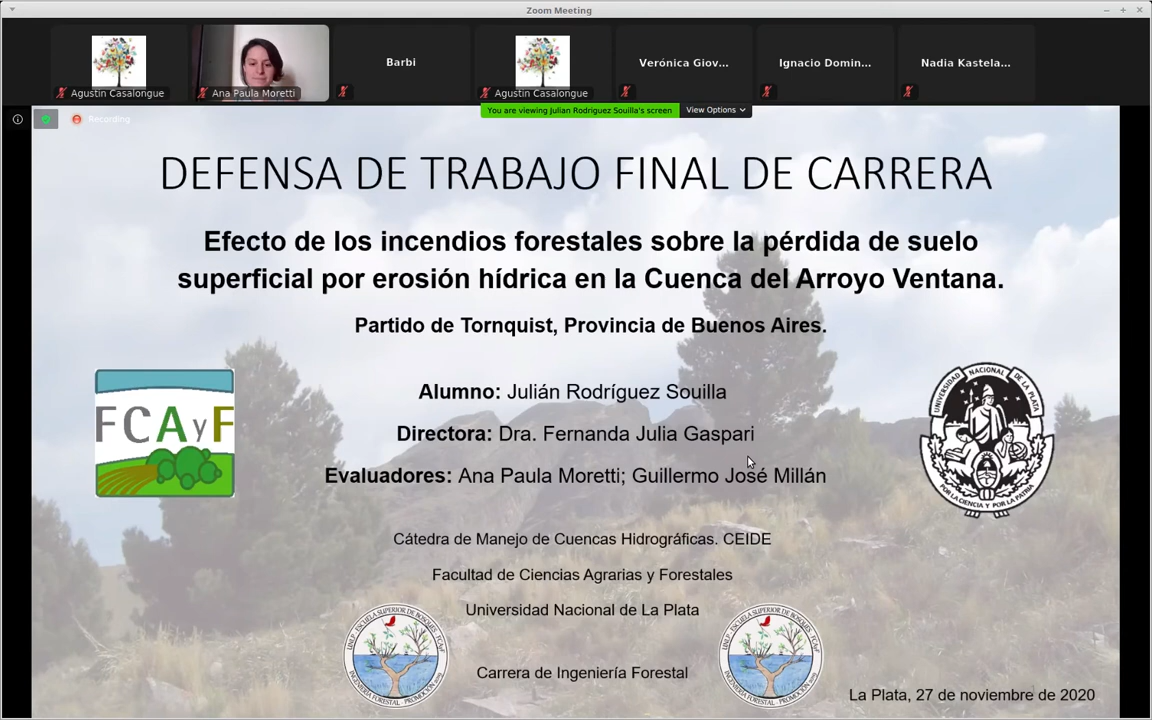 Zoom Meeting
Agustin Casalongue
Ana Paula Moretti
Barbi
Agustin Casalongue
Verónica Giov...
Ignacio Domin...
Nadia Kastela...
You are viewing Julian Rodriguez Souilla's screen
View Options
Recording
DEFENSA DE TRABAJO FINAL DE CARRERA
Efecto de los incendios forestales sobre la pérdida de suelo
superficial por erosión hídrica en la Cuenca del Arroyo Ventana.
Partido de Tornquist, Provincia de Buenos Aires.
FCAyF
Alumno: Julián Rodríguez Souilla
Directora: Dra. Fernanda Julia Gaspari
Evaluadores: Ana Paula Moretti; Guillermo José Millán
UNIVERSIDAD NACIONAL DE LA PLATA
POR LA CIENCIA Y POR LA PATRIA
Cátedra de Manejo de Cuencas Hidrográficas. CEIDE
Facultad de Ciencias Agrarias y Forestales
Universidad Nacional de La Plata
Carrera de Ingeniería Forestal
La Plata, 27 de noviembre de 2020